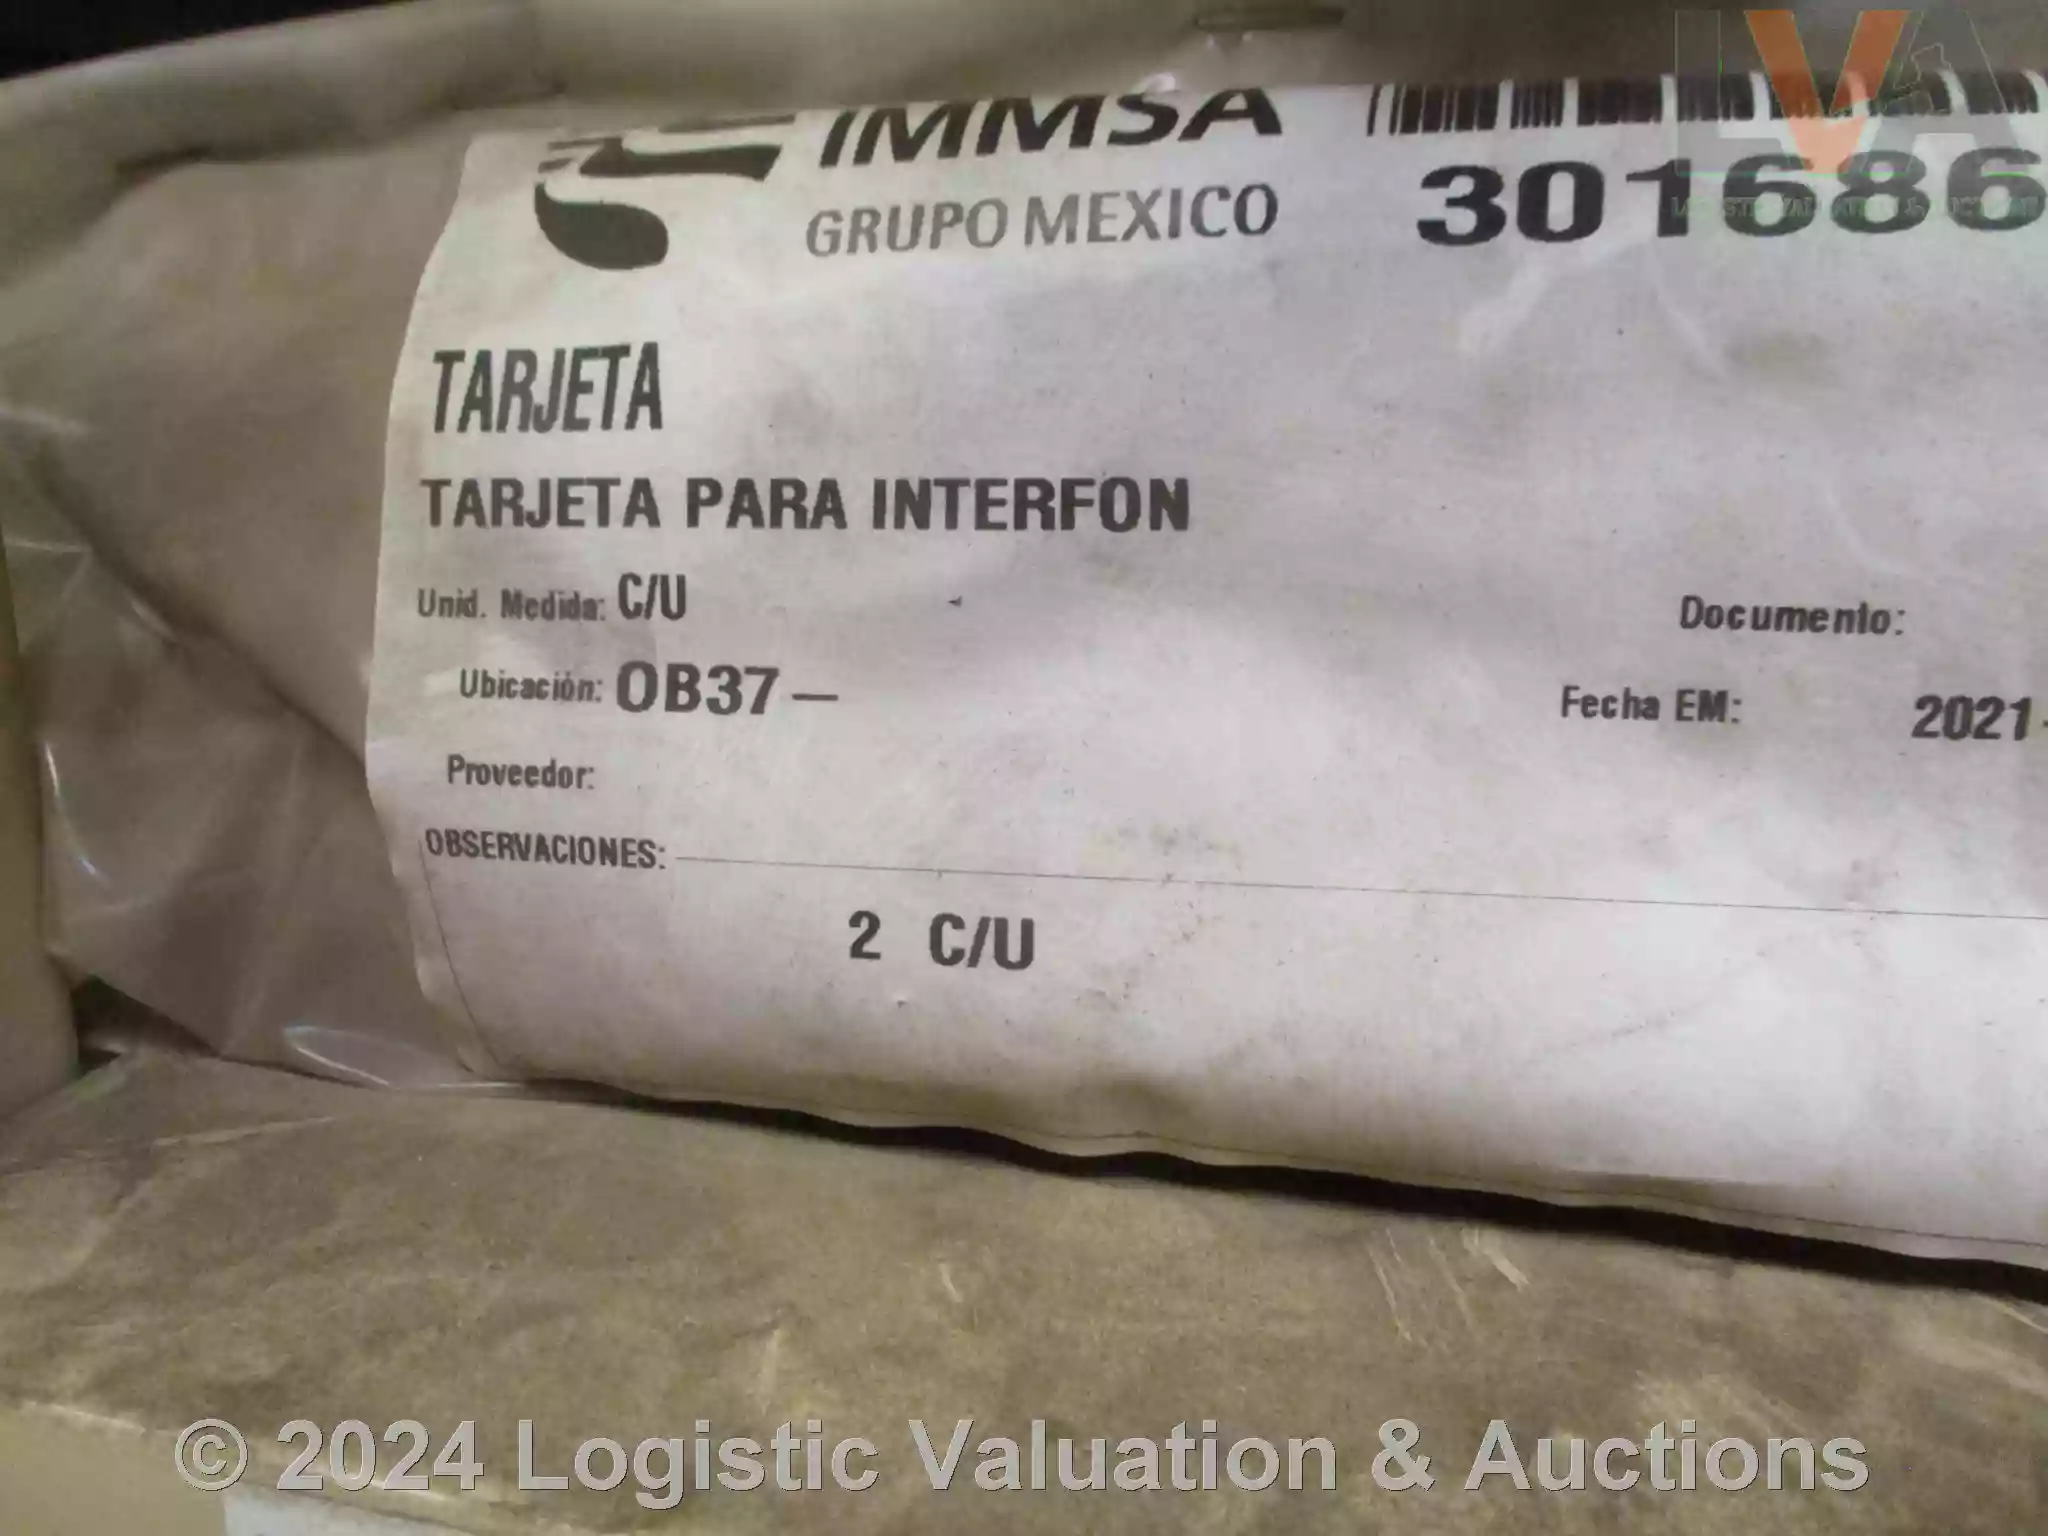 IMMSA
GRUPO MEXICO
301686
TARJETA
TARJETA PARA INTERFON
Unid. Medida: C/U
Documento:
Ubicación: OB37 —
Fecha EM: 2021-
Proveedor:
OBSERVACIONES:
2 C/U
LVA
© 2024 Logistic Valuation & Auctions